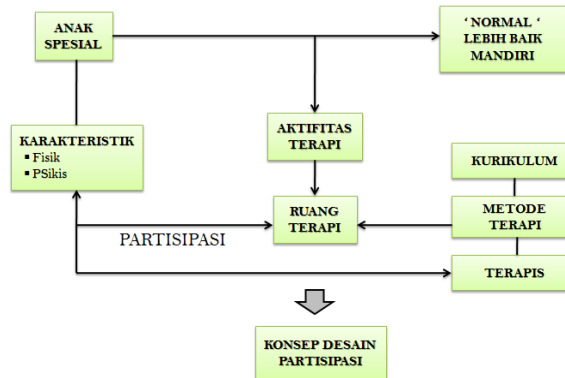 ANAK
SPESIAL
‘ NORMAL ‘
LEBIH BAIK
MANDIRI
AKTIFITAS
TERAPI
KARAKTERISTIK
▪ Fisik
▪ PSikis
KURIKULUM
RUANG
TERAPI
METODE
TERAPI
PARTISIPASI
TERAPIS
KONSEP DESAIN
PARTISIPASI